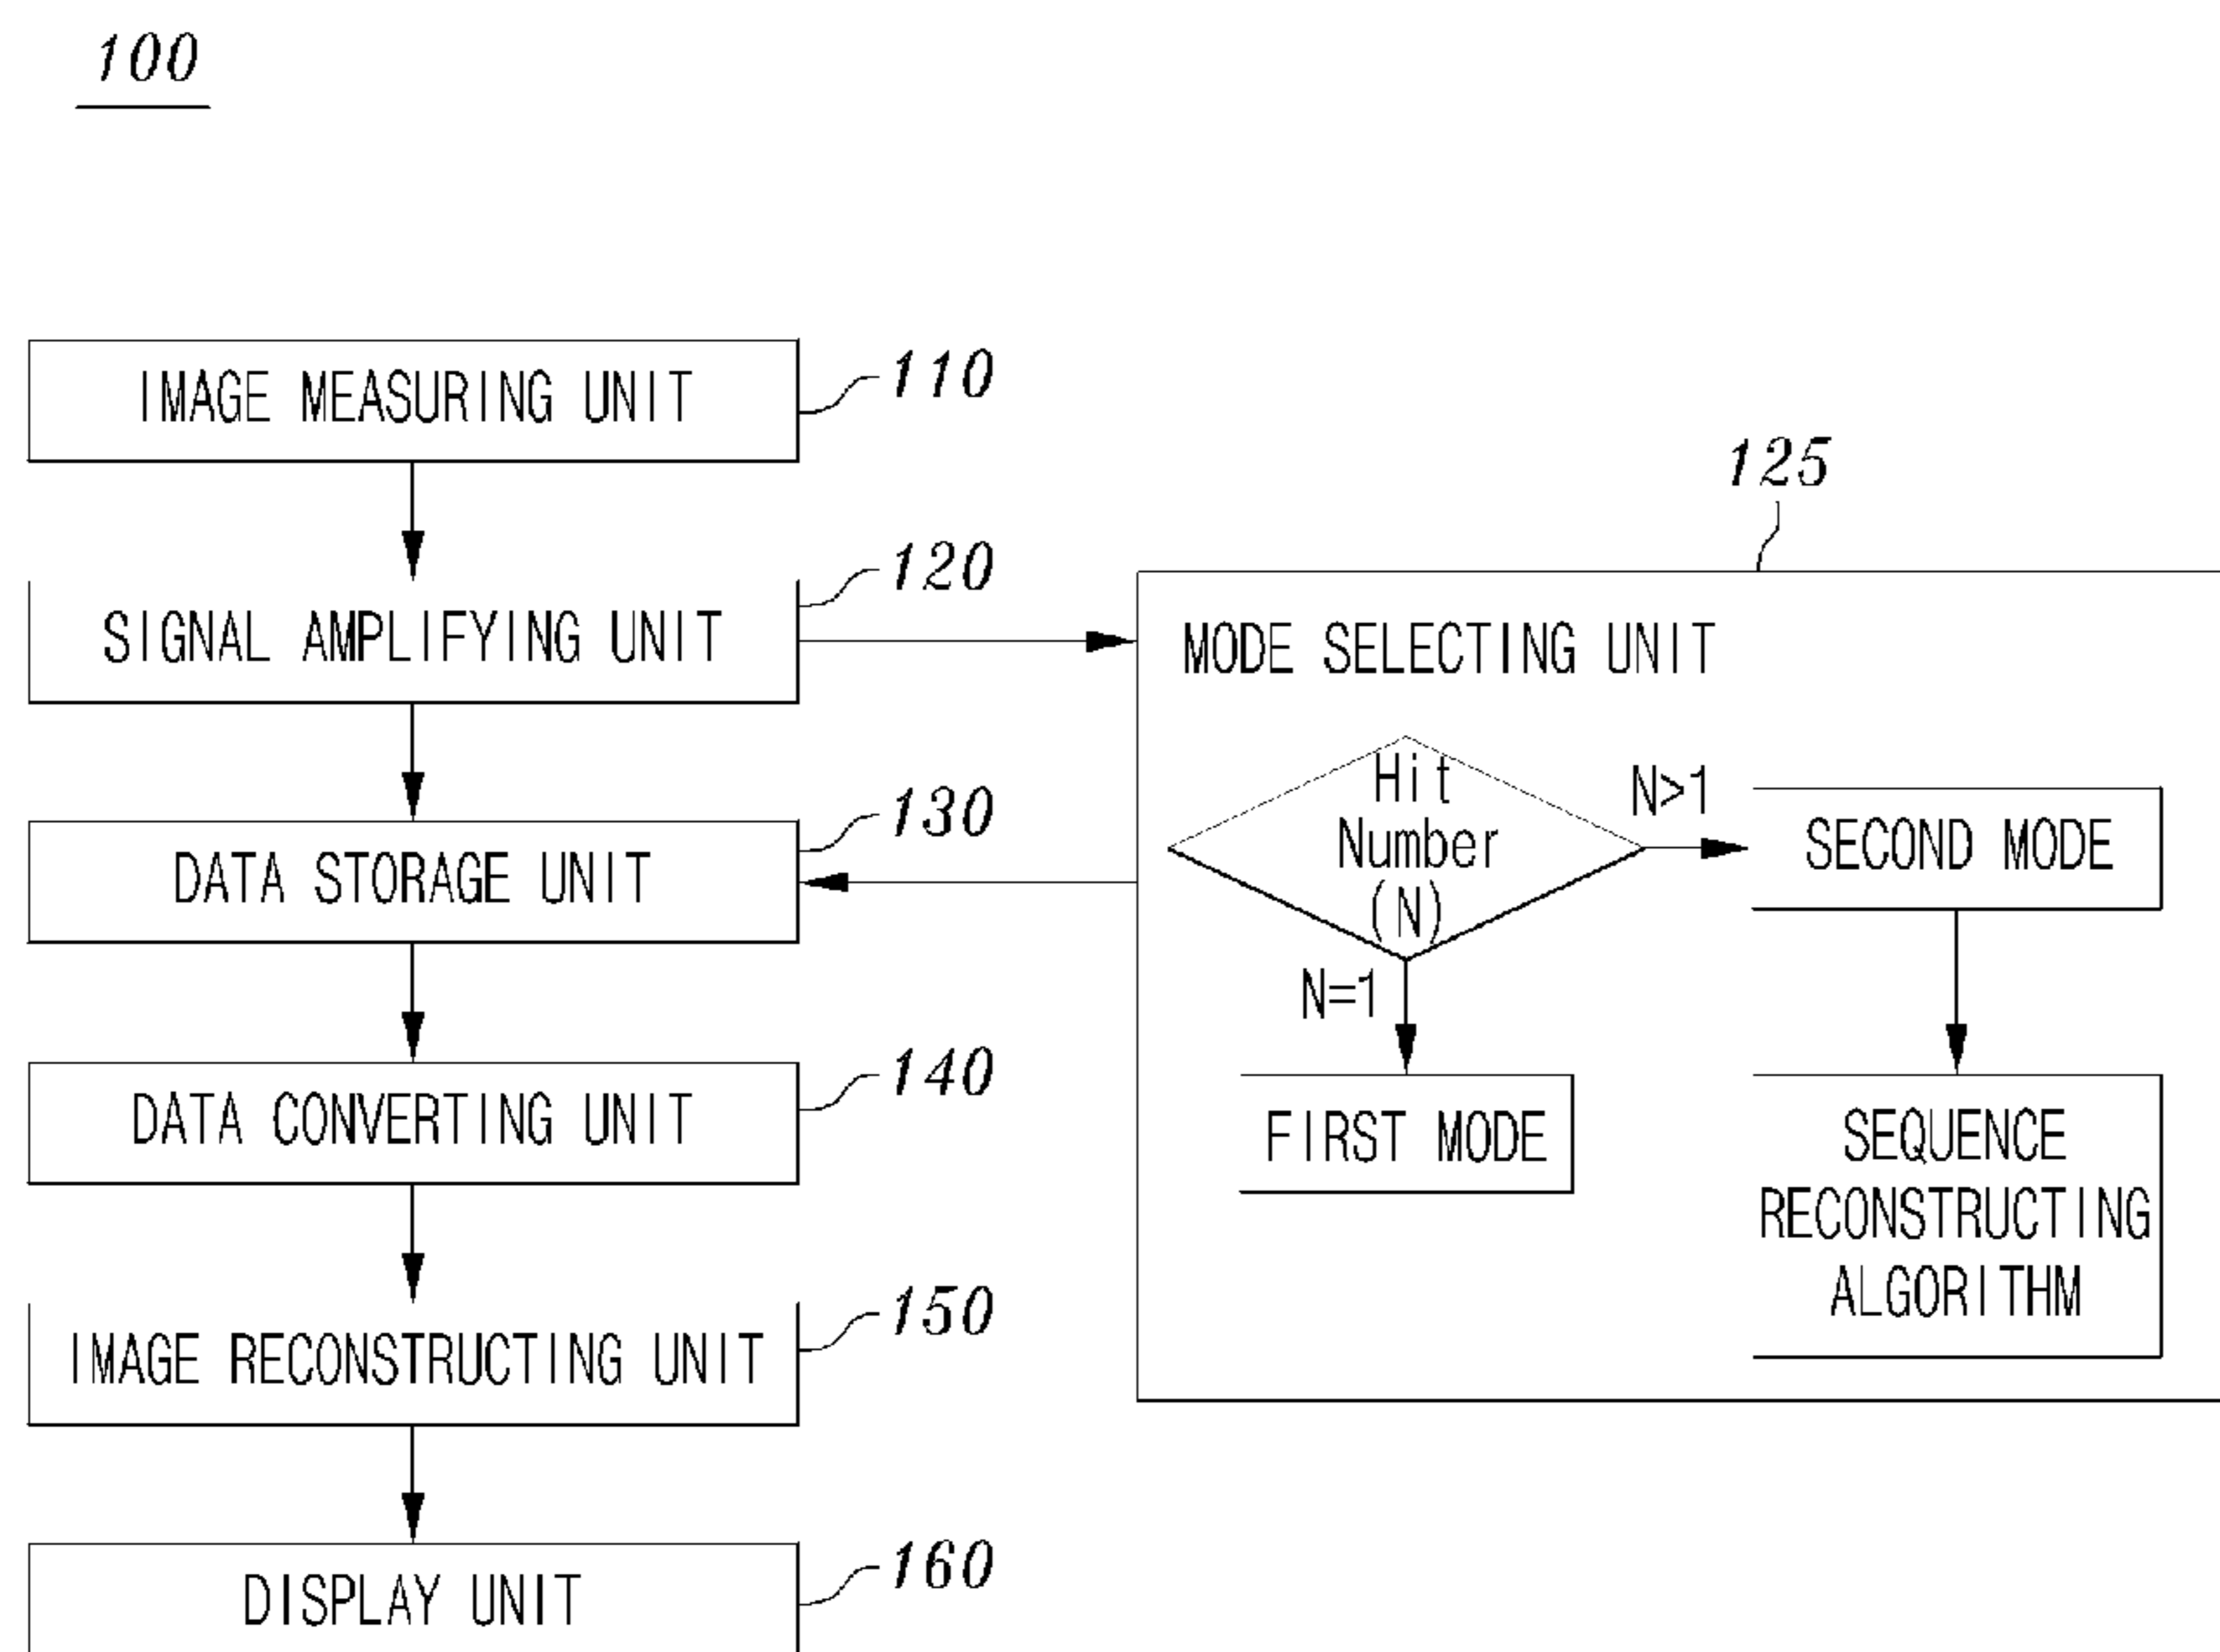 100
IMAGE MEASURING UNIT
110
SIGNAL AMPLIFYING UNIT
120
DATA STORAGE UNIT
130
DATA CONVERTING UNIT
140
IMAGE RECONSTRUCTING UNIT
150
DISPLAY UNIT
160
125
MODE SELECTING UNIT
Hit
Number
(N)
N>1
SECOND MODE
N=1
FIRST MODE
SEQUENCE
RECONSTRUCTING
ALGORITHM